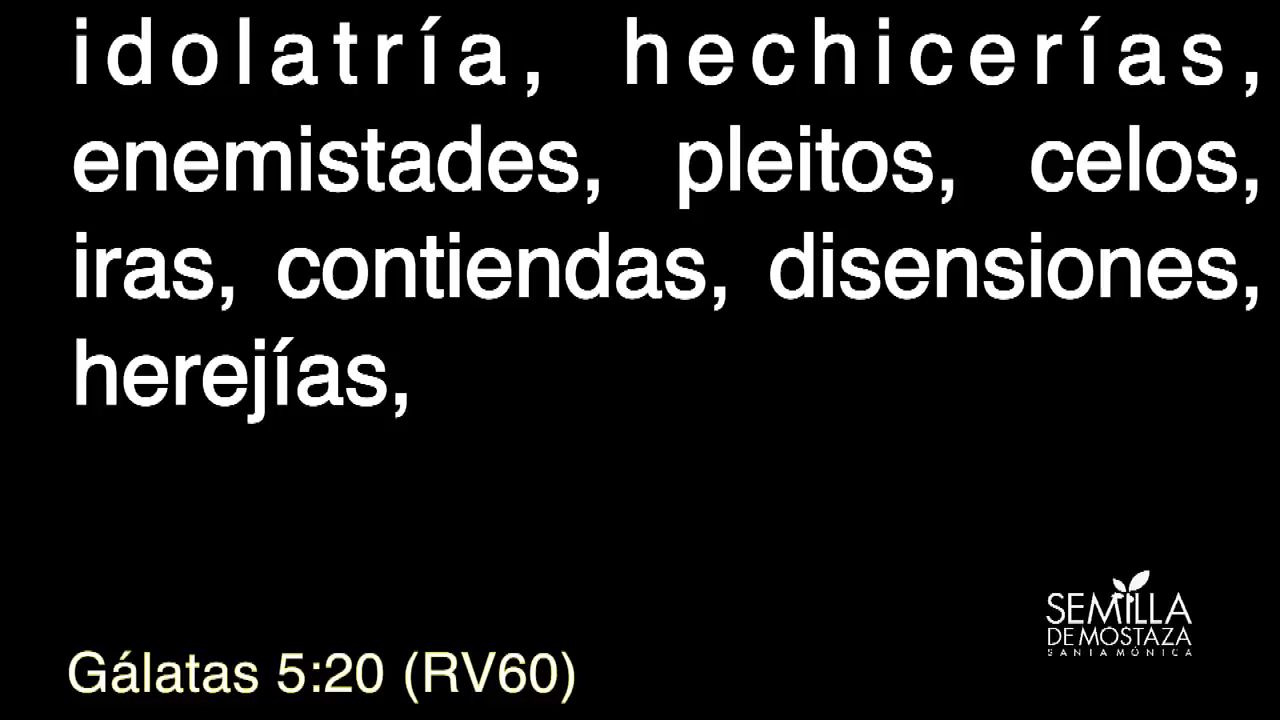 idolatría, hechicerías,
enemistades, pleitos, celos,
iras, contiendas, disensiones,
herejías,
SEMILLA
DE MOSTAZA
SANTA MÓNICA
Gálatas 5:20 (RV60)